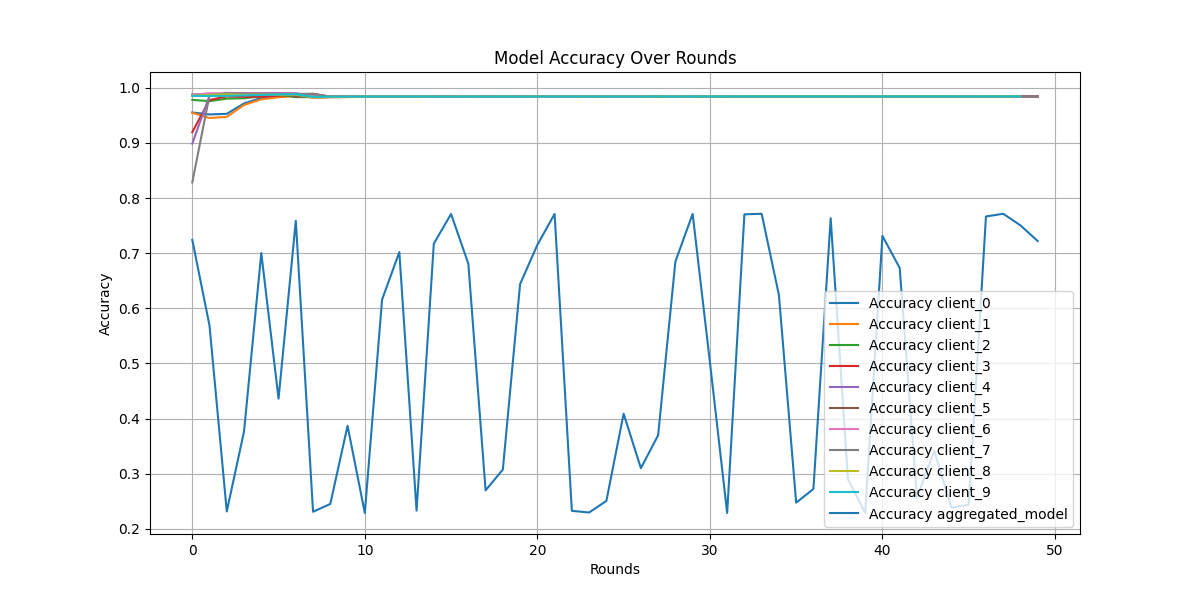 Model Accuracy Over Rounds
Accuracy
1.0
0.9
0.8
0.7
0.6
0.5
0.4
0.3
0.2
Accuracy client_0
Accuracy client_1
Accuracy client_2
Accuracy client_3
Accuracy client_4
Accuracy client_5
Accuracy client_6
Accuracy client_7
Accuracy client_8
Accuracy client_9
Accuracy aggregated_model
0 10 20 30 40 50
Rounds